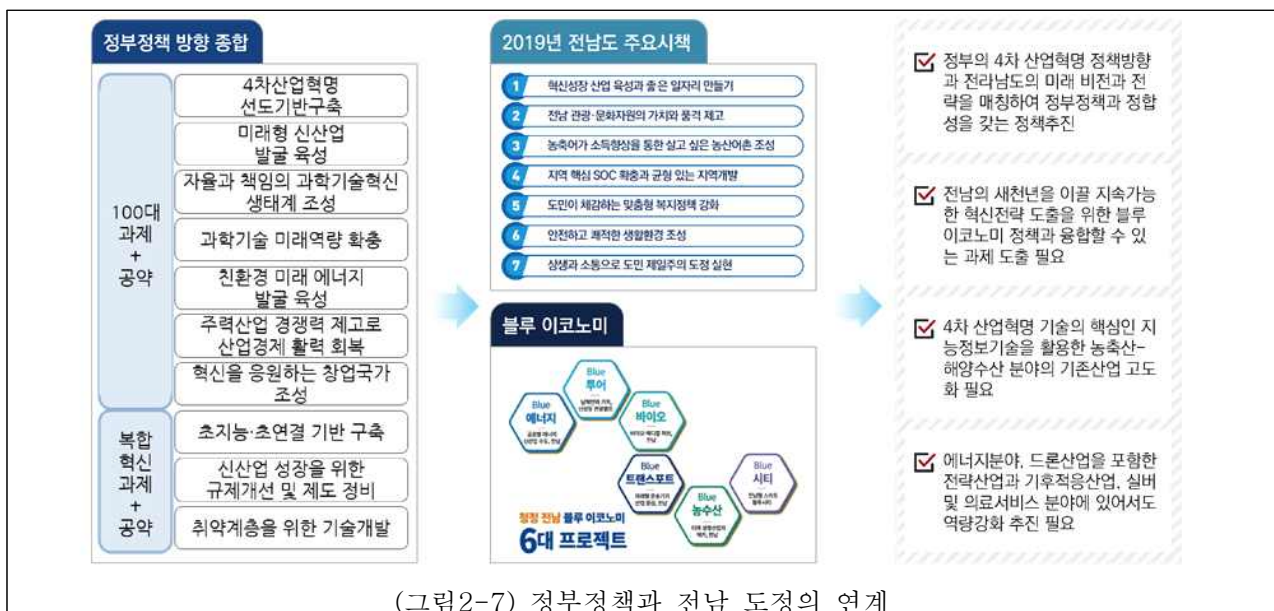 정부정책 방향 종합
100대
과제
+
공약
4차산업혁명
선도기반구축
미래형 신산업
발굴 육성
자율과 책임의 과학기술혁신
생태계 조성
과학기술 미래역량 확충
친환경 미래 에너지
발굴 육성
주력산업 경쟁력 제고로
산업경제 활력 회복
혁신을 응원하는 창업국가
조성
복합
혁신
과제
+
공약
초지능·초연결 기반 구축
신산업 성장을 위한
규제개선 및 제도 정비
취약계층을 위한 기술개발
2019년 전남도 주요시책
1 혁신성장 산업 육성과 좋은 일자리 만들기
2 전남 관광·문화자원의 가치와 품격 제고
3 농축어가 소득향상을 통한 살고 싶은 농산어촌 조성
4 지역 핵심 SOC 확충과 균형 있는 지역개발
5 도민이 체감하는 맞춤형 복지정책 강화
6 안전하고 쾌적한 생활환경 조성
7 상생과 소통으로 도민 제일주의 도정 실현
블루 이코노미
Blue
투어
Blue
에너지
Blue
바이오
Blue
트랜스포트
Blue
시티
Blue
농수산
청정 전남 블루 이코노미
6대 프로젝트
정부의 4차 산업혁명 정책방향
과 전라남도의 미래 비전과 전
략을 매칭하여 정부정책과 정합
성을 갖는 정책추진
전남의 새천년을 이끌 지속가능
한 혁신전략 도출을 위한 블루
이코노미 정책과 융합할 수 있
는 과제 도출 필요
4차 산업혁명 기술의 핵심인 지
능정보기술을 활용한 농축산-
해양수산 분야의 기존산업 고도
화 필요
에너지분야, 드론산업을 포함한
전략산업과 기후적응산업, 실버
및 의료서비스 분야에 있어서도
역량강화 추진 필요
(그림2-7) 정부정책과 전남 도정의 연계